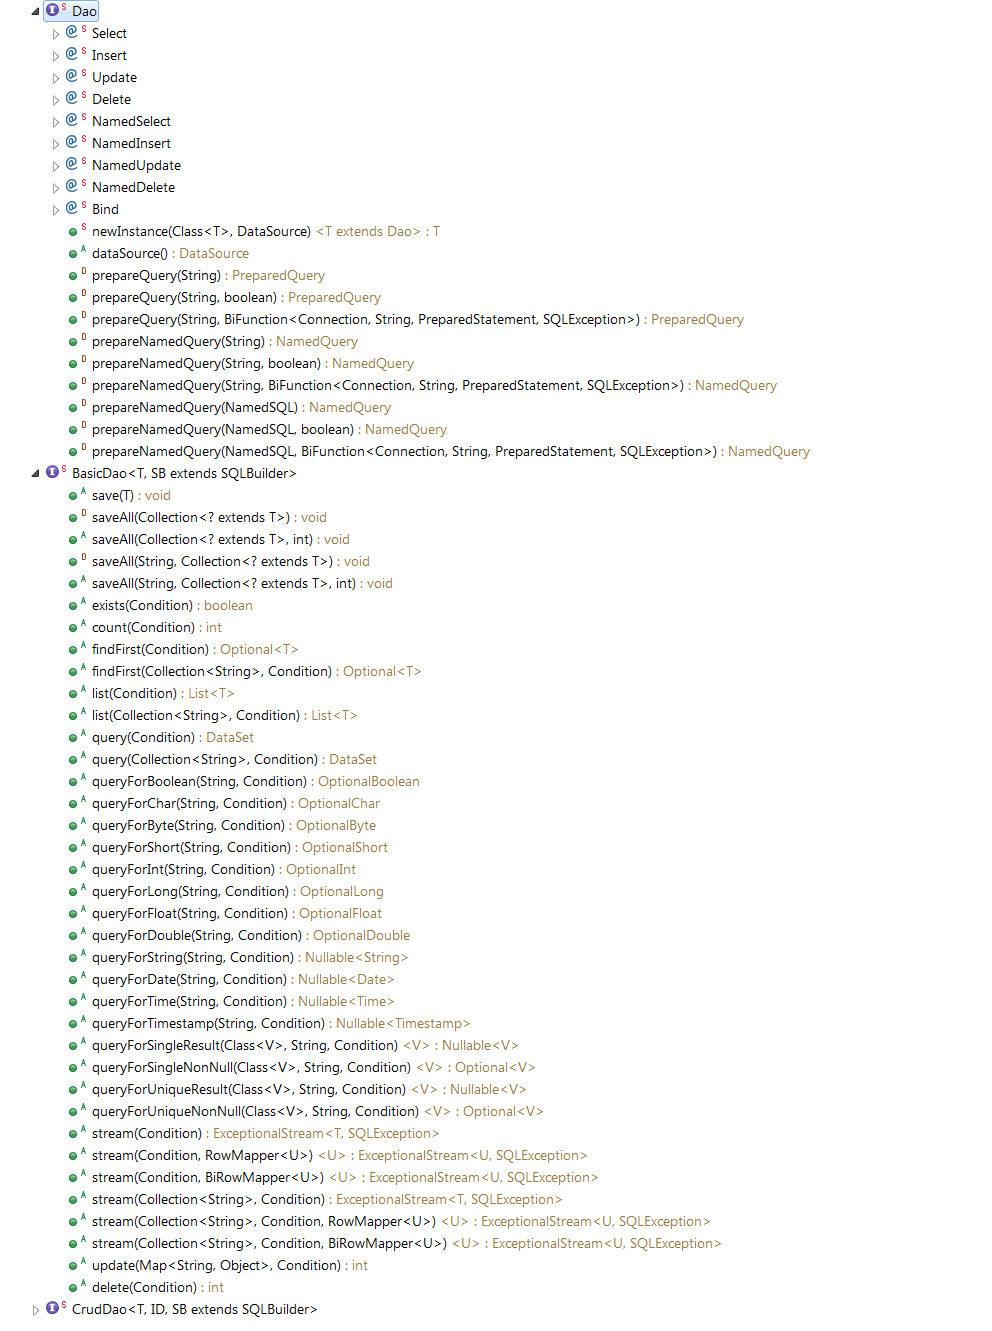 Dao
Select
Insert
Update
Delete
NamedSelect
NamedInsert
NamedUpdate
NamedDelete
Bind
newInstance(Class<T>, DataSource) <T extends Dao> : T
dataSource() : DataSource
prepareQuery(String) : PreparedQuery
prepareQuery(String, boolean) : PreparedQuery
prepareQuery(String, BiFunction<Connection, String, PreparedStatement, SQLException>) : PreparedQuery
prepareNamedQuery(String) : NamedQuery
prepareNamedQuery(String, boolean) : NamedQuery
prepareNamedQuery(String, BiFunction<Connection, String, PreparedStatement, SQLException>) : NamedQuery
prepareNamedQuery(NamedSQL) : NamedQuery
prepareNamedQuery(NamedSQL, boolean) : NamedQuery
prepareNamedQuery(NamedSQL, BiFunction<Connection, String, PreparedStatement, SQLException>) : NamedQuery
BasicDao<T, SB extends SQLBuilder>
save(T) : void
saveAll(Collection<? extends T>) : void
saveAll(Collection<? extends T>, int) : void
saveAll(String, Collection<? extends T>) : void
saveAll(String, Collection<? extends T>, int) : void
exists(Condition) : boolean
count(Condition) : int
findFirst(Condition) : Optional<T>
findFirst(Collection<String>, Condition) : Optional<T>
list(Condition) : List<T>
list(Collection<String>, Condition) : List<T>
query(Condition) : DataSet
query(Collection<String>, Condition) : DataSet
queryForBoolean(String, Condition) : OptionalBoolean
queryForChar(String, Condition) : OptionalChar
queryForByte(String, Condition) : OptionalByte
queryForShort(String, Condition) : OptionalShort
queryForInt(String, Condition) : OptionalInt
queryForLong(String, Condition) : OptionalLong
queryForFloat(String, Condition) : OptionalFloat
queryForDouble(String, Condition) : OptionalDouble
queryForString(String, Condition) : Nullable<String>
queryForDate(String, Condition) : Nullable<Date>
queryForTime(String, Condition) : Nullable<Time>
queryForTimestamp(String, Condition) : Nullable<Timestamp>
queryForSingleResult(Class<V>, String, Condition) <V> : Nullable<V>
queryForSingleNonNull(Class<V>, String, Condition) <V> : Optional<V>
queryForUniqueResult(Class<V>, String, Condition) <V> : Nullable<V>
queryForUniqueNonNull(Class<V>, String, Condition) <V> : Optional<V>
stream(Condition) : ExceptionalStream<T, SQLException>
stream(Condition, RowMapper<U>) <U> : ExceptionalStream<U, SQLException>
stream(Condition, BiRowMapper<U>) <U> : ExceptionalStream<U, SQLException>
stream(Collection<String>, Condition) : ExceptionalStream<T, SQLException>
stream(Collection<String>, Condition, RowMapper<U>) <U> : ExceptionalStream<U, SQLException>
stream(Collection<String>, Condition, BiRowMapper<U>) <U> : ExceptionalStream<U, SQLException>
update(Map<String, Object>, Condition) : int
delete(Condition) : int
CrudDao<T, ID, SB extends SQLBuilder>